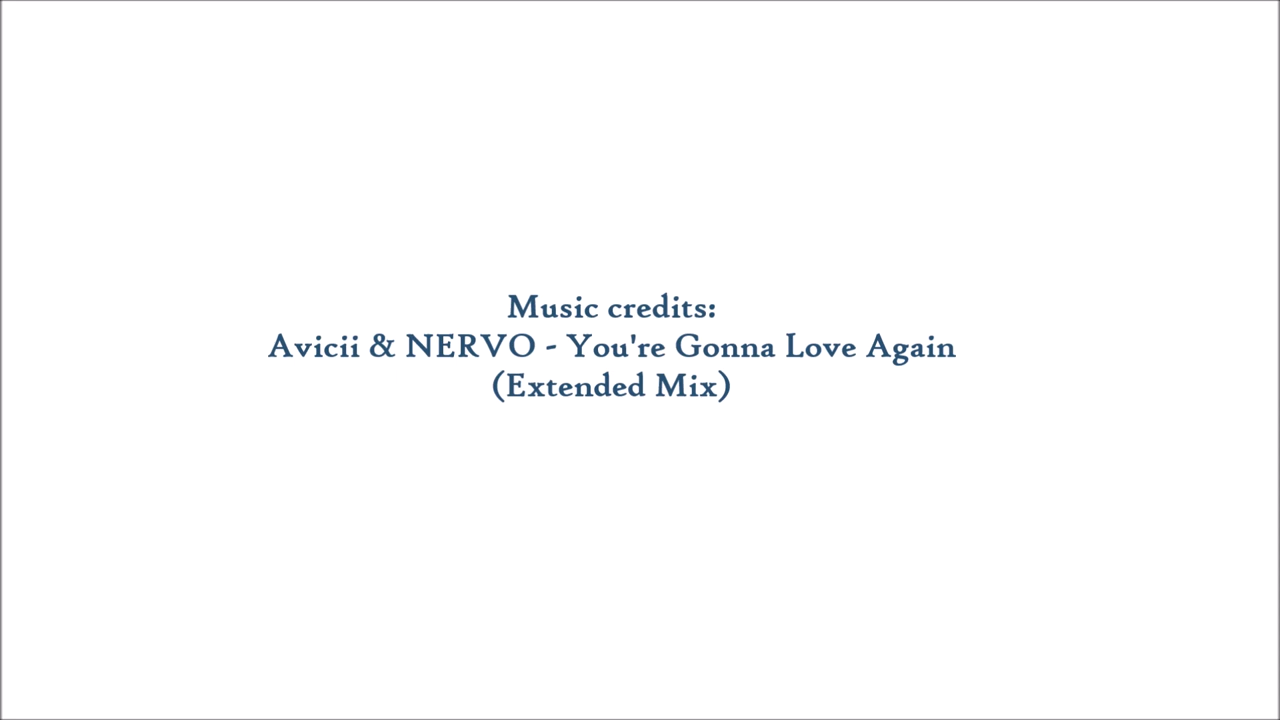 Music credits:
Avicii & NERVO - You're Gonna Love Again
(Extended Mix)